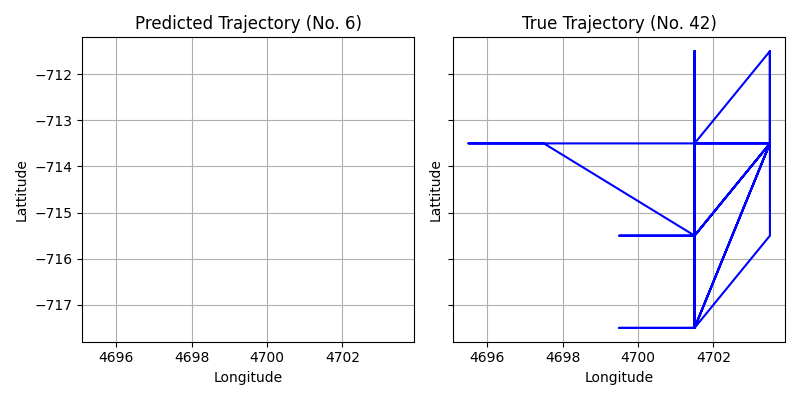 Predicted Trajectory (No. 6)
True Trajectory (No. 42)
Lattitude
−712
−713
−714
−715
−716
−717
4696
4698
4700
4702
Longitude
Lattitude
4696
4698
4700
4702
Longitude